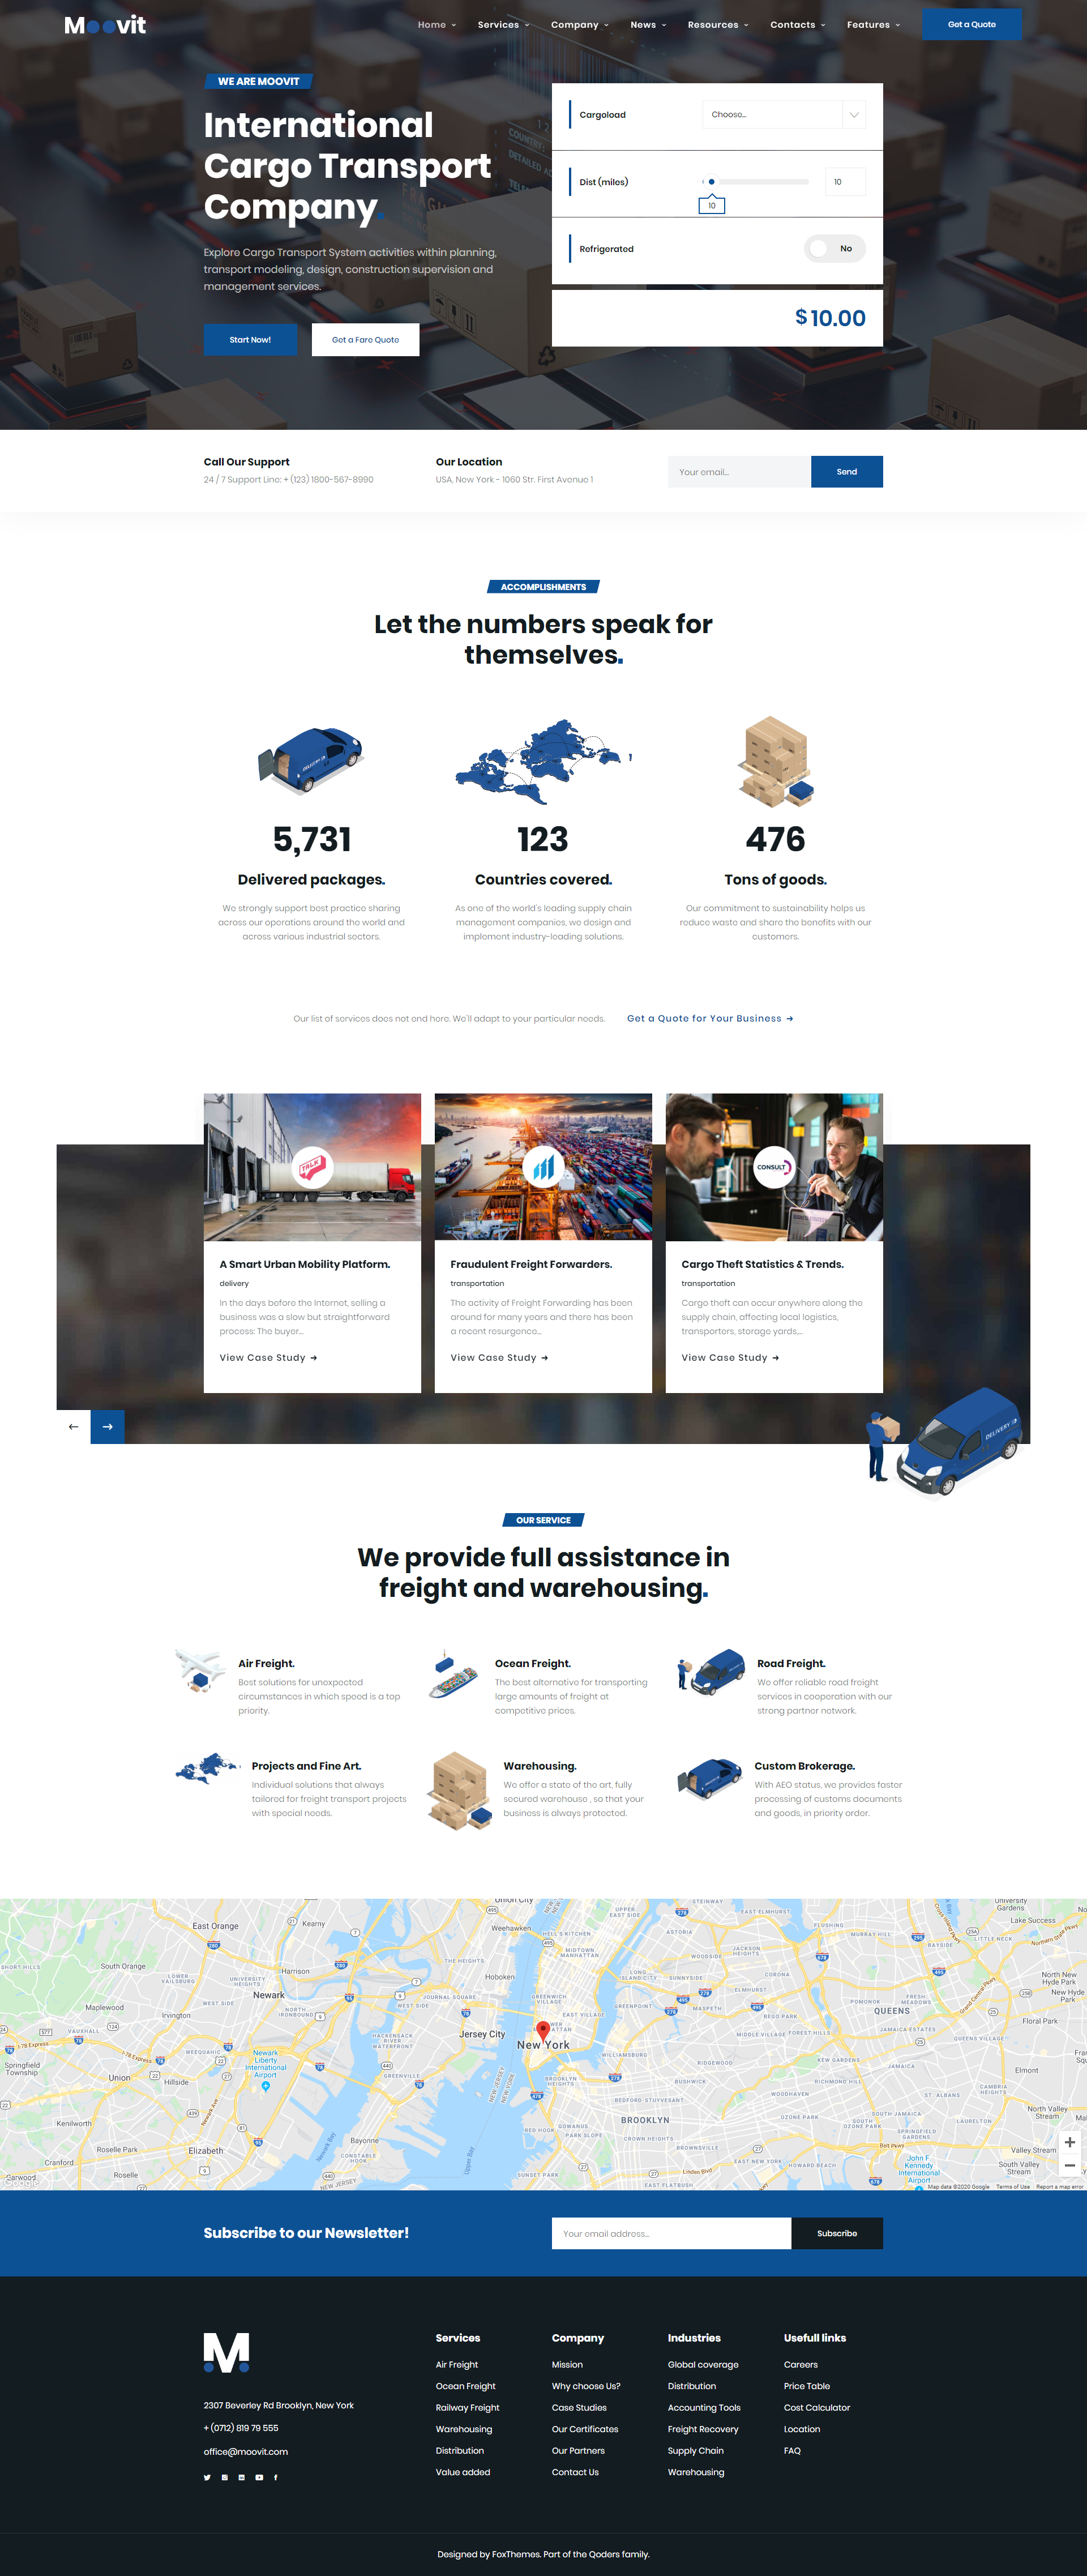 Moovit
Home Services Company News Resources Contacts Features Get a Quote
WE ARE MOOVIT
International
Cargo Transport
Company.
Explore Cargo Transport System activities within planning,
transport modeling, design, construction supervision and
management services.
Start Now! Get a Fare Quote
Cargoload Choose...
Dist (miles) 10
10
Refrigerated No
$10.00
Call Our Support
24 / 7 Support Line: + (123) 1800-567-8990
Our Location
USA, New York - 1060 Str. First Avenue 1
Your email... Send
ACCOMPLISHMENTS
Let the numbers speak for
themselves.
5,731
Delivered packages.
We strongly support best practice sharing
across our operations around the world and
across various industrial sectors.
123
Countries covered.
As one of the world's leading supply chain
management companies, we design and
implement industry-leading solutions.
476
Tons of goods.
Our commitment to sustainability helps us
reduce waste and share the benefits with our
customers.
Our list of services does not end here. We'll adapt to your particular needs. Get a Quote for Your Business →
TALK
A Smart Urban Mobility Platform.
delivery
In the days before the Internet, selling a
business was a slow but straightforward
process: The buyer...
View Case Study →
Fraudulent Freight Forwarders.
transportation
The activity of Freight Forwarding has been
around for many years and there has been
a recent resurgence...
View Case Study →
CONSULT
Cargo Theft Statistics & Trends.
transportation
Cargo theft can occur anywhere along the
supply chain, affecting local logistics,
transporters, storage yards,...
View Case Study →
← →
DELIVERY
OUR SERVICE
We provide full assistance in
freight and warehousing.
Air Freight.
Best solutions for unexpected
circumstances in which speed is a top
priority.
Ocean Freight.
The best alternative for transporting
large amounts of freight at
competitive prices.
Road Freight.
We offer reliable road freight
services in cooperation with our
strong partner network.
Projects and Fine Art.
Individual solutions that always
tailored for freight transport projects
with special needs.
Warehousing.
We offer a state of the art, fully
secured warehouse , so that your
business is always protected.
Custom Brokerage.
With AEO status, we provides faster
processing of customs documents
and goods, in priority order.
East Orange
Kearny
Weehawken
South Orange
Harrison
Hoboken
Newark
Maplewood
Irvington
Jersey City
New York
Newark
Liberty
International
Airport
Springfield
Township
Union
Hillside
Kenilworth
Roselle Park
Elizabeth
Bayonne
Cranford
Roselle
QUEENS
BROOKLYN
Lake Success
North New
Hyde Park
New Hyde
Park
Floral Park
Elmont
North Valley
Stream
Valley Stream
South Valley
Stream
John F.
Kennedy
International
Airport
Map data ©2020 Google Terms of Use Report a map error
Subscribe to our Newsletter!
Your email address... Subscribe
M
2307 Beverley Rd Brooklyn, New York
+ (0712) 819 79 555
office@moovit.com
Services
Air Freight
Ocean Freight
Railway Freight
Warehousing
Distribution
Value added
Company
Mission
Why choose Us?
Case Studies
Our Certificates
Our Partners
Contact Us
Industries
Global coverage
Distribution
Accounting Tools
Freight Recovery
Supply Chain
Warehousing
Usefull links
Careers
Price Table
Cost Calculator
Location
FAQ
Designed by FoxThemes. Part of the Qoders family.